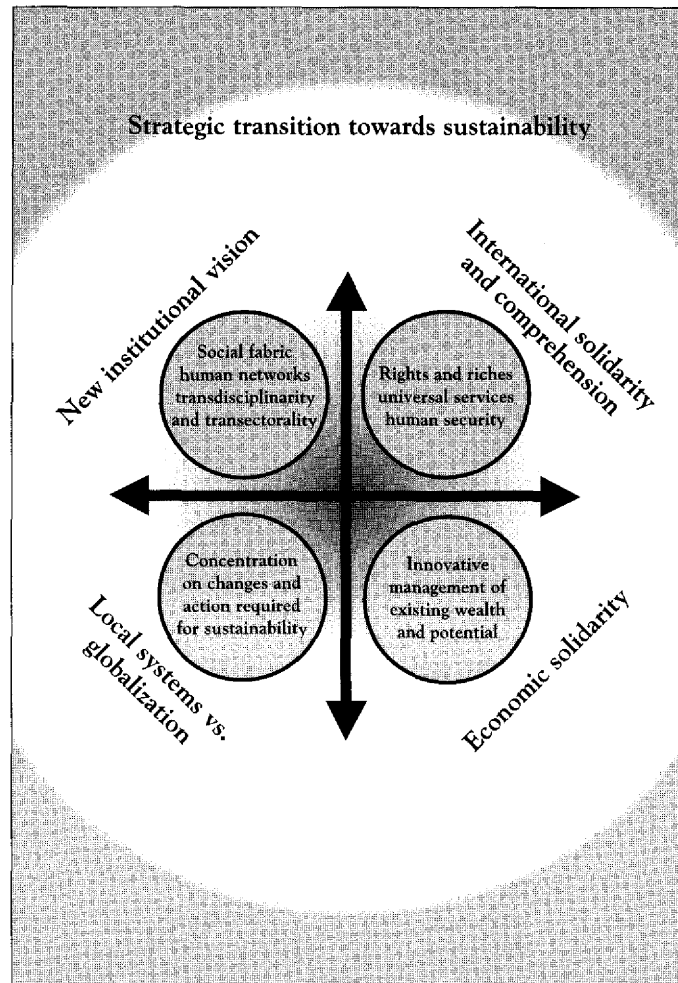 Strategic transition towards sustainability
New institutional vision
International solidarity
and comprehension
Social fabric
human networks
transdisciplinarity
and transectorality
Rights and riches
universal services
human security
Concentration
on changes and
action required
for sustainability
Innovative
management of
existing wealth
and potential
Local systems vs.
globalization
Economic solidarity